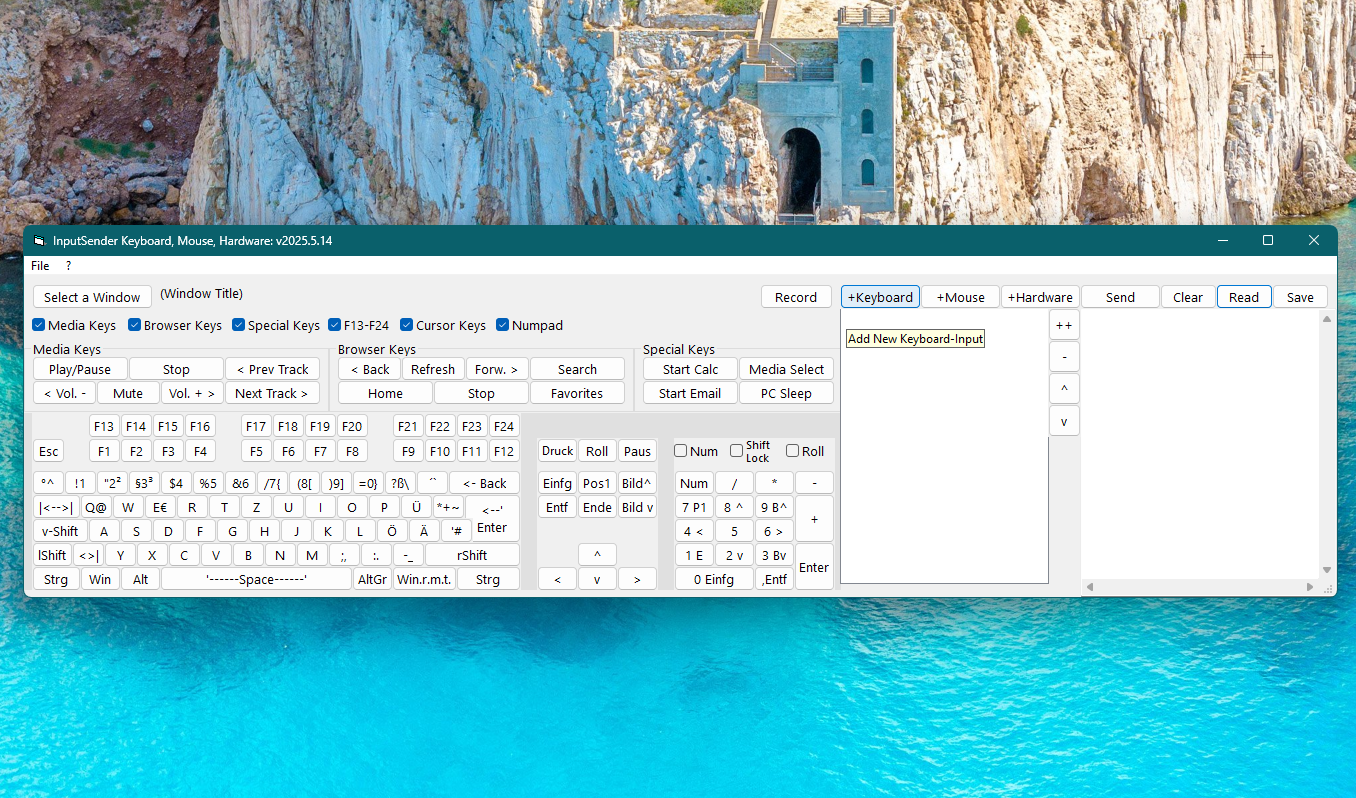 InputSender Keyboard, Mouse, Hardware: v2025.5.14
File ?
Select a Window (Window Title) Record +Keyboard +Mouse +Hardware Send Clear Read Save
Media Keys Browser Keys Special Keys F13-F24 Cursor Keys Numpad ++
Add New Keyboard-Input
Media Keys Browser Keys Special Keys -
Play/Pause Stop < Prev Track < Back Refresh Forw. > Search Start Calc Media Select
< Vol. - Mute Vol. + > Next Track > Home Stop Favorites Start Email PC Sleep ^
F13 F14 F15 F16 F17 F18 F19 F20 F21 F22 F23 F24 v
Esc F1 F2 F3 F4 F5 F6 F7 F8 F9 F10 F11 F12 Druck Roll Paus Num Shift Lock Roll
°^ !1 "2² §3³ $4 %5 &6 /7{ (8[ )9] =0} ?ß\ ´` <- Back Einfg Pos1 Bild^ Num / * -
|<-->| Q@ W E€ R T Z U I O P Ü *+~ <--' Enter Entf Ende Bild v 7 P1 8 ^ 9 B^ +
v-Shift A S D F G H J K L Ö Ä '# 4 < 5 6 >
lShift <>| Y X C V B N M ;, :. -_ rShift ^ 1 E 2 v 3 Bv Enter
Strg Win Alt '------Space------' AltGr Win.r.m.t. Strg < v > 0 Einfg ,Entf